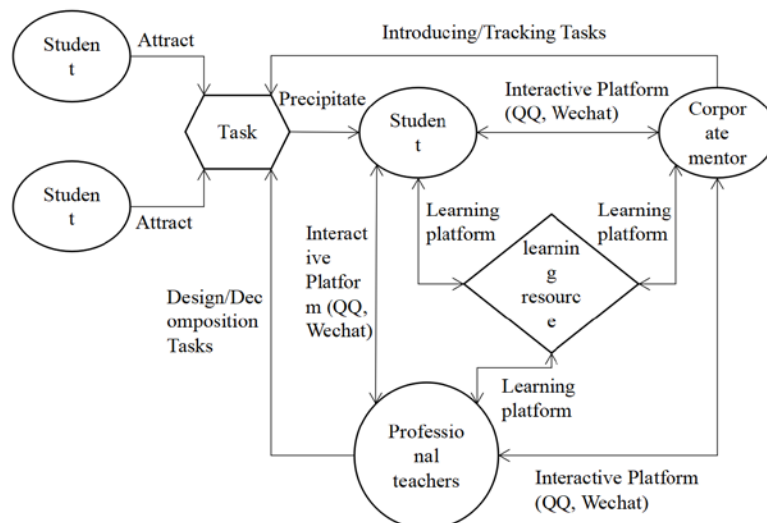 Studen
t
Attract
Introducing/Tracking Tasks
Precipitate
Interactive Platform
(QQ, Wechat)
Task
Studen
t
Corpor
ate
mentor
Studen
t
Attract
Learning
platform
Learning
platform
Interact
ive
Platfor
m (QQ,
Wechat)
learnin
g
resourc
e
Design/Dec
omposition
Tasks
Learning
platform
Professio
nal
teachers
Interactive Platform
(QQ, Wechat)